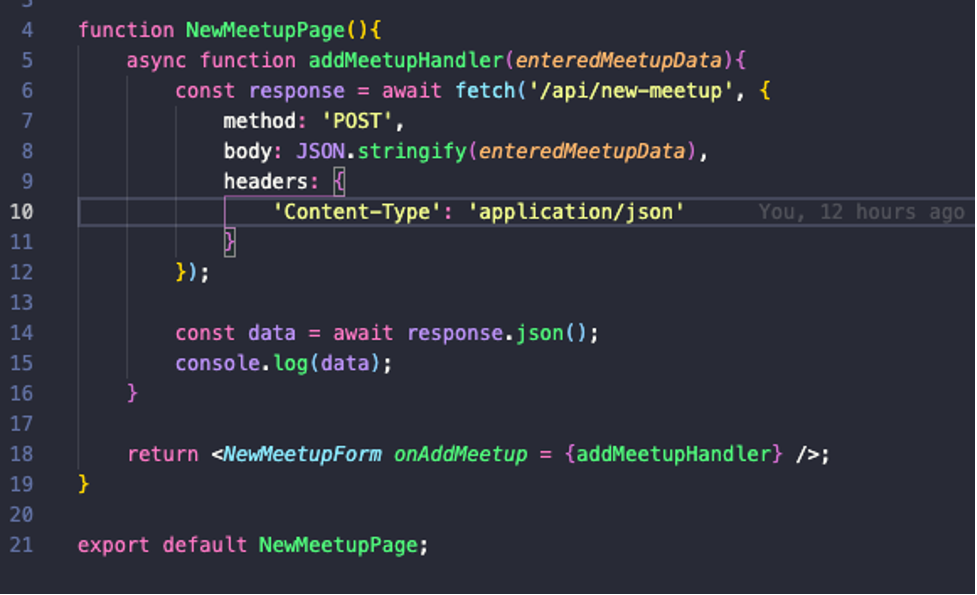 4 function NewMeetupPage(){
5 async function addMeetupHandler(enteredMeetupData){
6 const response = await fetch('/api/new-meetup', {
7 method: 'POST',
8 body: JSON.stringify(enteredMeetupData),
9 headers: {
10 'Content-Type': 'application/json' You, 12 hours ago
11 }
12 });
13
14 const data = await response.json();
15 console.log(data);
16 }
17
18 return <NewMeetupForm onAddMeetup = {addMeetupHandler} />;
19 }
20
21 export default NewMeetupPage;